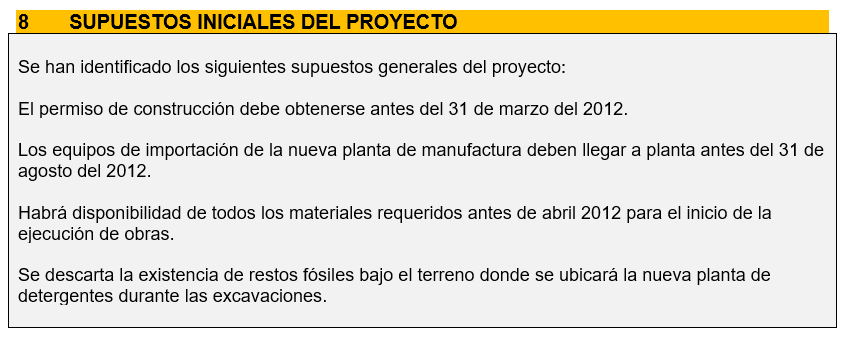 8 SUPUESTOS INICIALES DEL PROYECTO
Se han identificado los siguientes supuestos generales del proyecto:
El permiso de construcción debe obtenerse antes del 31 de marzo del 2012.
Los equipos de importación de la nueva planta de manufactura deben llegar a planta antes del 31 de
agosto del 2012.
Habrá disponibilidad de todos los materiales requeridos antes de abril 2012 para el inicio de la
ejecución de obras.
Se descarta la existencia de restos fósiles bajo el terreno donde se ubicará la nueva planta de
detergentes durante las excavaciones.